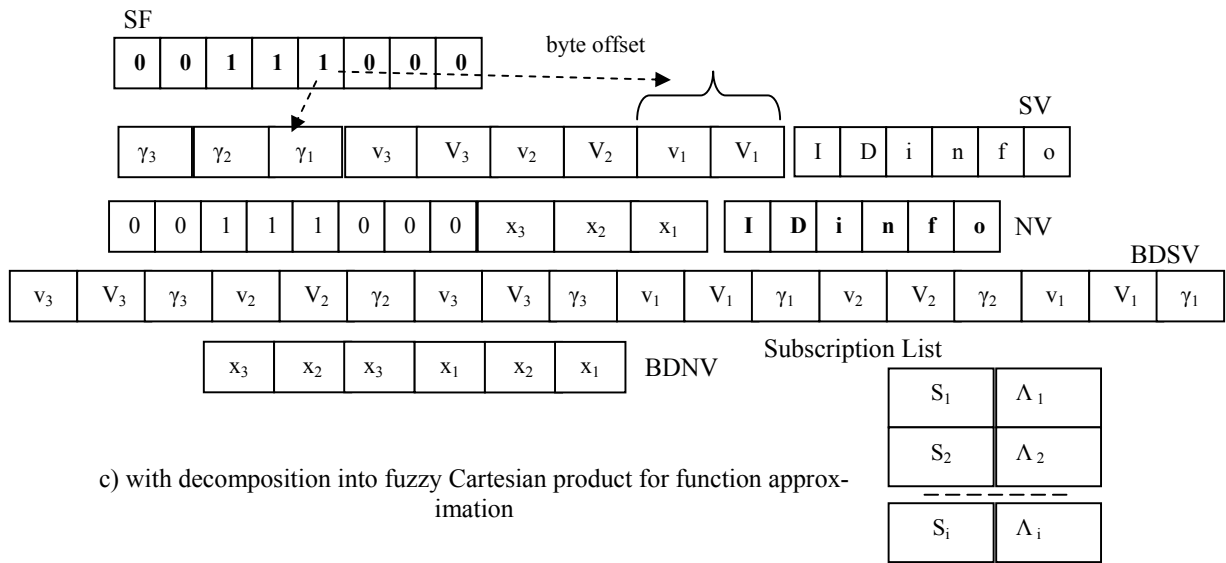 SF
0 0 1 1 1 0 0 0
byte offset
SV
γ3 γ2 γ1 v3 V3 v2 V2 v1 V1 I D i n f o
0 0 1 1 1 0 0 0 x3 x2 x1 I D i n f o NV
BDSV
v3 V3 γ3 v2 V2 γ2 v3 V3 γ3 v1 V1 γ1 v2 V2 γ2 v1 V1 γ1
x3 x2 x3 x1 x2 x1 BDNV
Subscription List
S1 Λ1
S2 Λ2
Si Λi
c) with decomposition into fuzzy Cartesian product for function approx-
imation